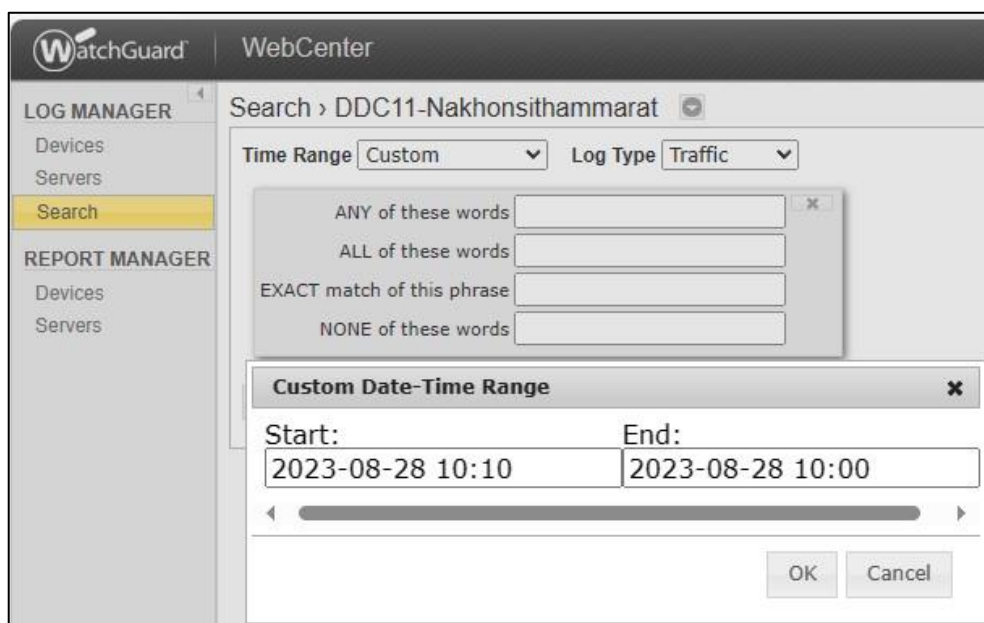 WatchGuard WebCenter
LOG MANAGER
Devices
Servers
Search
REPORT MANAGER
Devices
Servers
Search › DDC11-Nakhonsithammarat
Time Range Custom Log Type Traffic
ANY of these words
ALL of these words
EXACT match of this phrase
NONE of these words
Custom Date-Time Range
Start: End:
2023-08-28 10:10 2023-08-28 10:00
OK Cancel